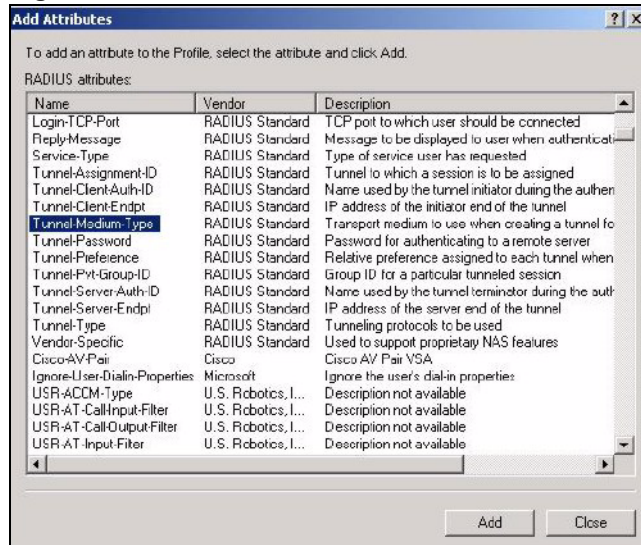 Add Attributes
To add an attribute to the Profile, select the attribute and click Add.
RADIUS attributes:
Name Vendor Description
Login-TCP-Port RADIUS Standard TCP port to which user should be connected
Reply-Message RADIUS Standard Message to be displayed to user when authenticati
Service-Type RADIUS Standard Type of service user has requested
Tunnel-Assignment-ID RADIUS Standard Tunnel to which a session is to be assigned
Tunnel-Client-Auth-ID RADIUS Standard Name used by the tunnel initiator during the authen
Tunnel-Client-Endpt RADIUS Standard IP address of the initiator end of the tunnel
Tunnel-Medium-Type RADIUS Standard Transport medium to use when creating a tunnel fo
Tunnel-Password RADIUS Standard Password for authenticating to a remote server
Tunnel-Preference RADIUS Standard Relative preference assigned to each tunnel when
Tunnel-Pvt-Group-ID RADIUS Standard Group ID for a particular tunneled session
Tunnel-Server-Auth-ID RADIUS Standard Name used by the tunnel terminator during the auth
Tunnel-Server-Endpt RADIUS Standard IP address of the server end of the tunnel
Tunnel-Type RADIUS Standard Tunneling protocols to be used
Vendor-Specific RADIUS Standard Used to support proprietary NAS features
Cisco-AV-Pair Cisco Cisco AV Pair VSA
Ignore-User-Dialin-Properties Microsoft Ignore the user's dial-in properties
USR-ACCM-Type U.S. Robotics, I... Description not available
USR-AT-Call-Input-Filter U.S. Robotics, I... Description not available
USR-AT-Call-Output-Filter U.S. Robotics, I... Description not available
USR-AT-Input-Filter U.S. Robotics, I... Description not available
Add Close